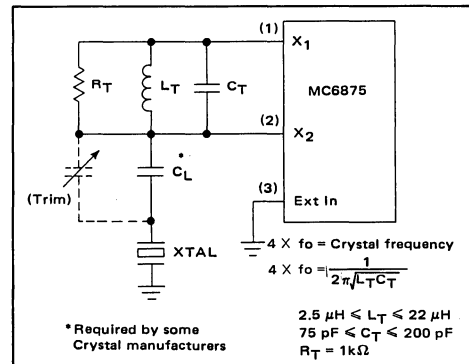 (1)
X1
RT
LT
CT
MC6875
(2)
X2
*
CL
(3)
(Trim)
Ext In
XTAL
4 X fo = Crystal frequency
4 X fo = 1 / 2π√LTCT
2.5 μH ≤ LT ≤ 22 μH
75 pF ≤ CT ≤ 200 pF
RT = 1kΩ
*Required by some
Crystal manufacturers